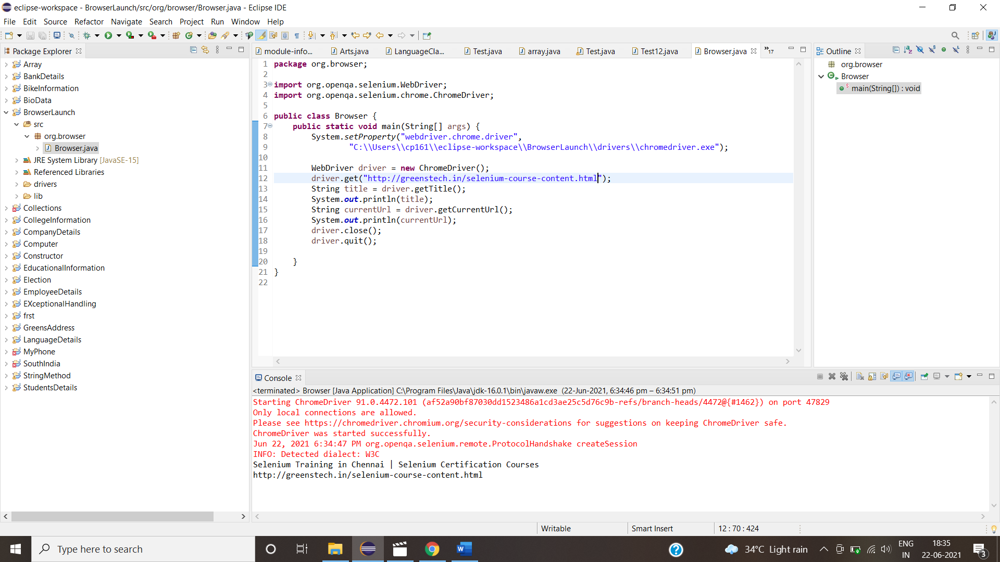 eclipse-workspace - BrowserLaunch/src/org/browser/Browser.java - Eclipse IDE
File Edit Source Refactor Navigate Search Project Run Window Help
Package Explorer
Array
BankDetails
BikeInformation
BioData
BrowserLaunch
src
org.browser
Browser.java
JRE System Library [JavaSE-15]
Referenced Libraries
drivers
lib
Collections
CollegeInformation
CompanyDetails
Computer
Constructor
EducationalInformation
Election
EmployeeDetails
EXceptionalHandling
frst
GreensAddress
LanguageDetails
MyPhone
SouthIndia
StringMethod
StudentsDetails
module-info... Arts.java LanguageCla... Test.java array.java Test.java Test12.java Browser.java »17
1 package org.browser;
2
3 import org.openqa.selenium.WebDriver;
4 import org.openqa.selenium.chrome.ChromeDriver;
5
6 public class Browser {
7 public static void main(String[] args) {
8 System.setProperty("webdriver.chrome.driver",
9 "C:\\Users\\cp161\\eclipse-workspace\\BrowserLaunch\\drivers\\chromedriver.exe");
10
11 WebDriver driver = new ChromeDriver();
12 driver.get("http://greenstech.in/selenium-course-content.html");
13 String title = driver.getTitle();
14 System.out.println(title);
15 String currentUrl = driver.getCurrentUrl();
16 System.out.println(currentUrl);
17 driver.close();
18 driver.quit();
19
20 }
21 }
22
Outline
org.browser
Browser
main(String[]) : void
Console
<terminated> Browser [Java Application] C:\Program Files\Java\jdk-16.0.1\bin\javaw.exe (22-Jun-2021, 6:34:46 pm – 6:34:51 pm)
Starting ChromeDriver 91.0.4472.101 (af52a90bf87030dd1523486a1cd3ae25c5d76c9b-refs/branch-heads/4472@{#1462}) on port 47829
Only local connections are allowed.
Please see https://chromedriver.chromium.org/security-considerations for suggestions on keeping ChromeDriver safe.
ChromeDriver was started successfully.
Jun 22, 2021 6:34:47 PM org.openqa.selenium.remote.ProtocolHandshake createSession
INFO: Detected dialect: W3C
Selenium Training in Chennai | Selenium Certification Courses
http://greenstech.in/selenium-course-content.html
Writable Smart Insert 12 : 70 : 424
Type here to search
34°C Light rain
ENG
IN
18:35
22-06-2021
3